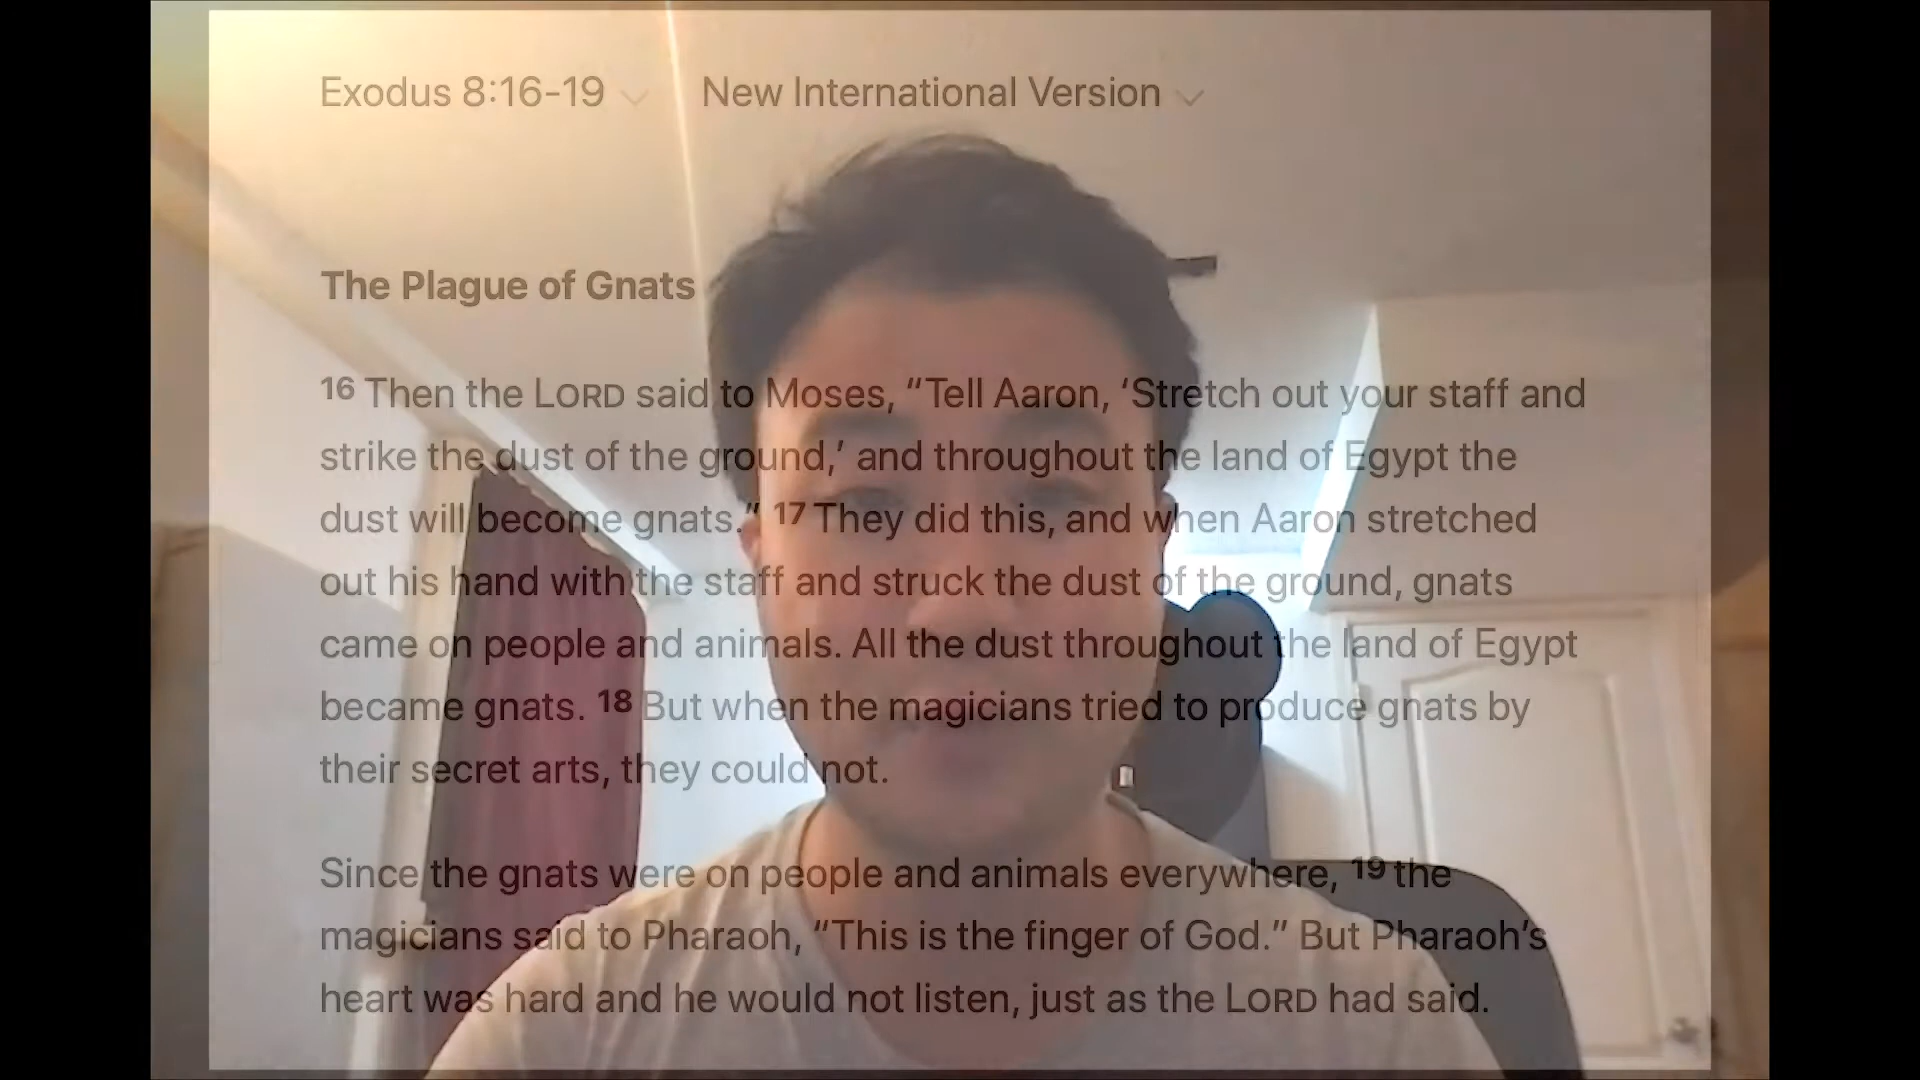 Exodus 8:16-19 New International Version
The Plague of Gnats
16 Then the LORD said to Moses, “Tell Aaron, ‘Stretch out your staff and
strike the dust of the ground,’ and throughout the land of Egypt the
dust will become gnats.” 17 They did this, and when Aaron stretched
out his hand with the staff and struck the dust of the ground, gnats
came on people and animals. All the dust throughout the land of Egypt
became gnats. 18 But when the magicians tried to produce gnats by
their secret arts, they could not.
Since the gnats were on people and animals everywhere, 19 the
magicians said to Pharaoh, “This is the finger of God.” But Pharaoh’s
heart was hard and he would not listen, just as the LORD had said.